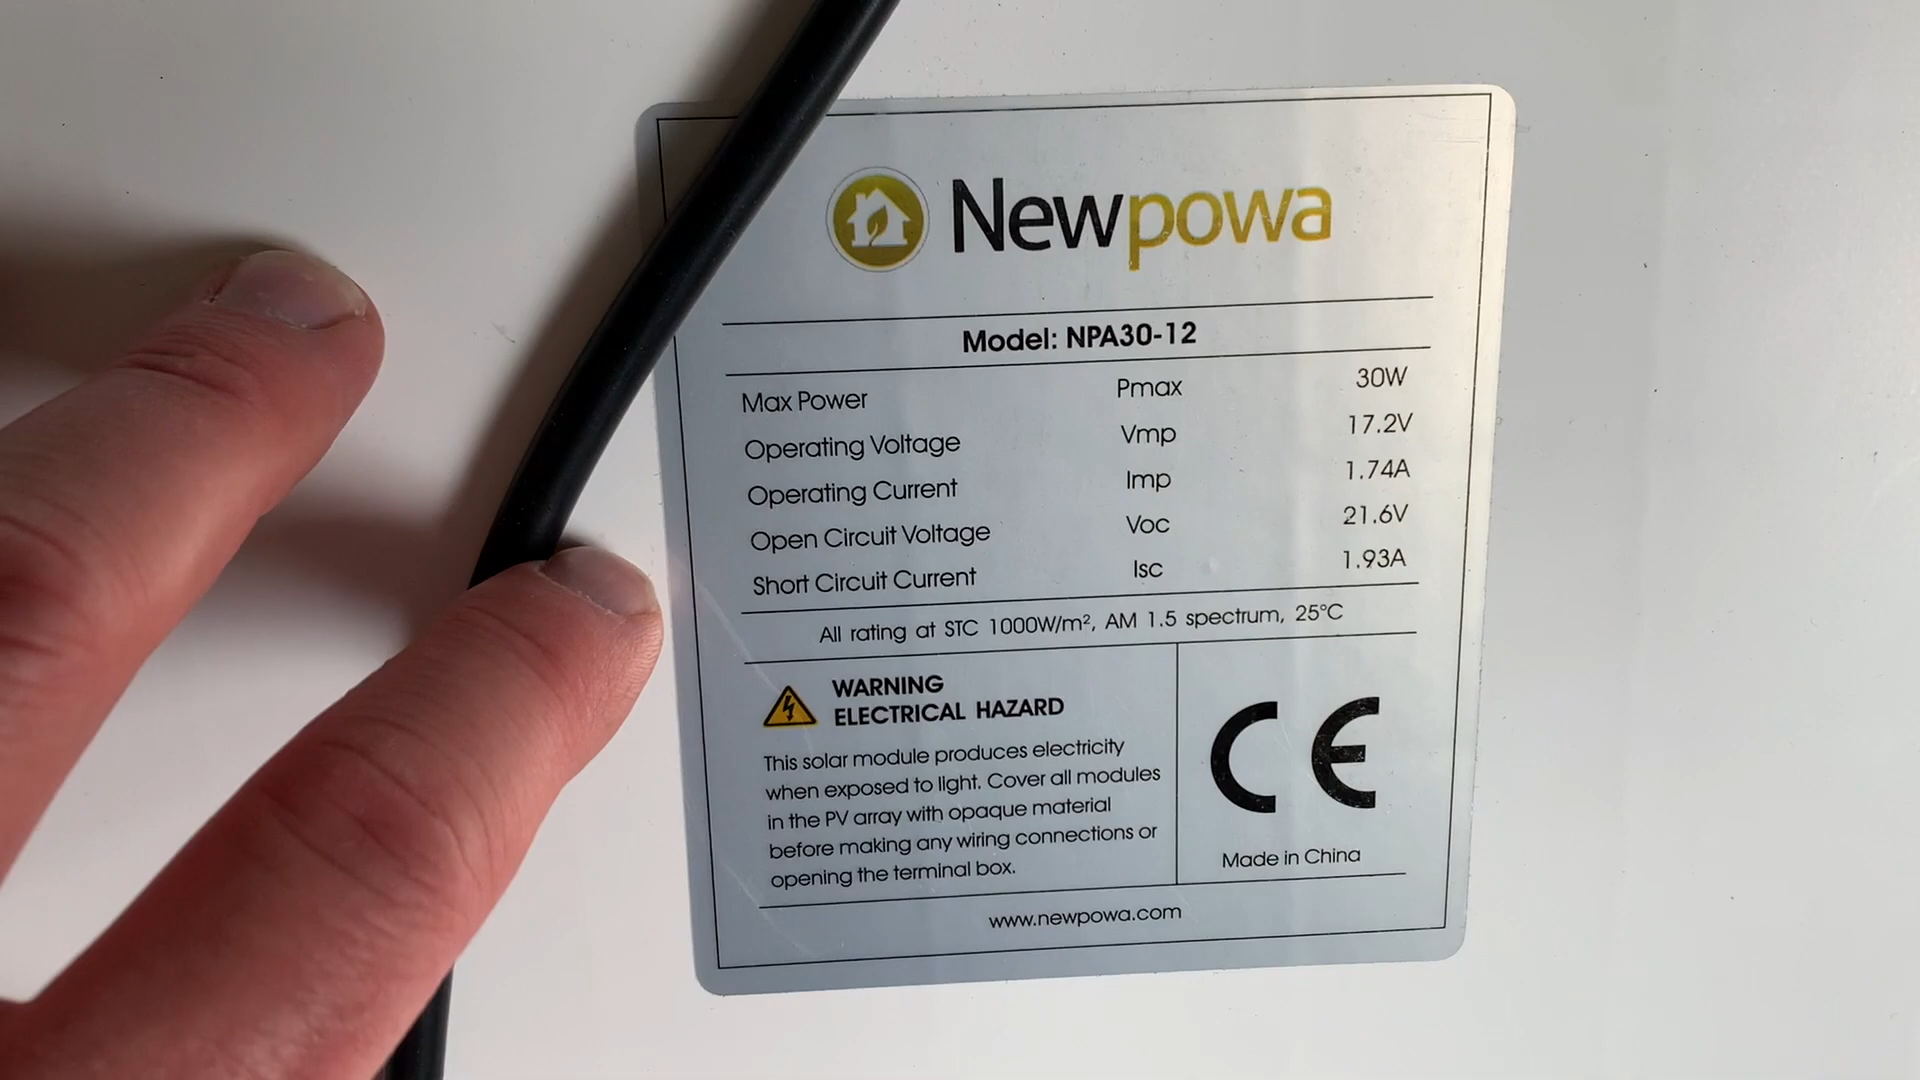 Newpowa
Model: NPA30-12
Max Power Pmax 30W
Operating Voltage Vmp 17.2V
Operating Current Imp 1.74A
Open Circuit Voltage Voc 21.6V
Short Circuit Current Isc 1.93A
All rating at STC 1000W/m², AM 1.5 spectrum, 25°C
WARNING
ELECTRICAL HAZARD
This solar module produces electricity
when exposed to light. Cover all modules
in the PV array with opaque material
before making any wiring connections or
opening the terminal box.
CE
Made in China
www.newpowa.com